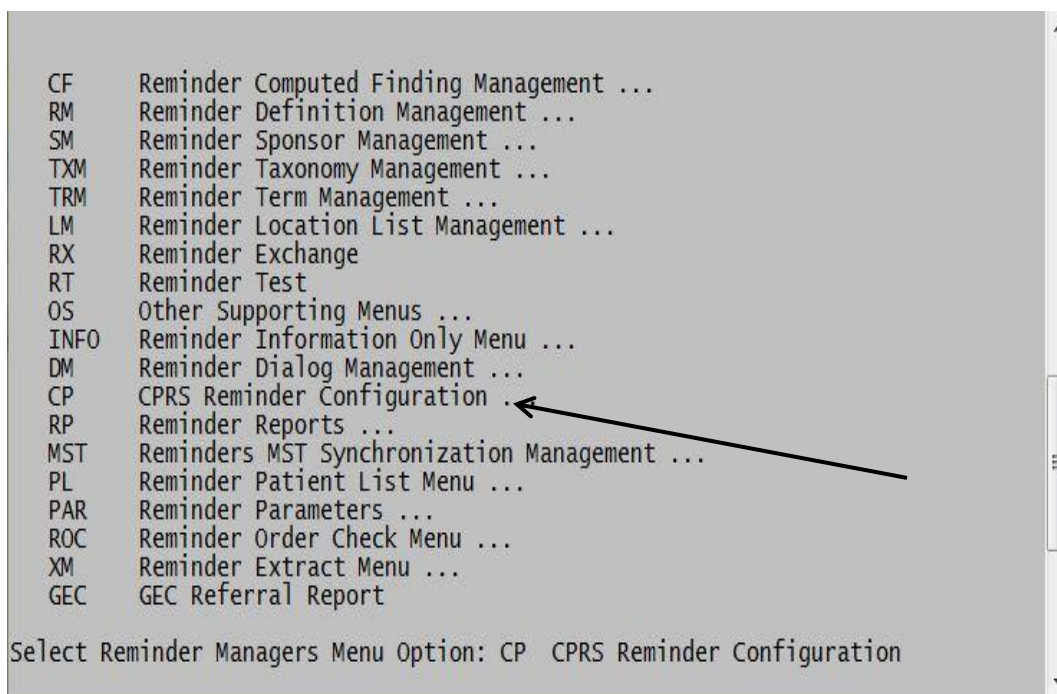 CF Reminder Computed Finding Management ...
RM Reminder Definition Management ...
SM Reminder Sponsor Management ...
TXM Reminder Taxonomy Management ...
TRM Reminder Term Management ...
LM Reminder Location List Management ...
RX Reminder Exchange
RT Reminder Test
OS Other Supporting Menus ...
INFO Reminder Information Only Menu ...
DM Reminder Dialog Management ...
CP CPRS Reminder Configuration ...
RP Reminder Reports ...
MST Reminders MST Synchronization Management ...
PL Reminder Patient List Menu ...
PAR Reminder Parameters ...
ROC Reminder Order Check Menu ...
XM Reminder Extract Menu ...
GEC GEC Referral Report
Select Reminder Managers Menu Option: CP CPRS Reminder Configuration